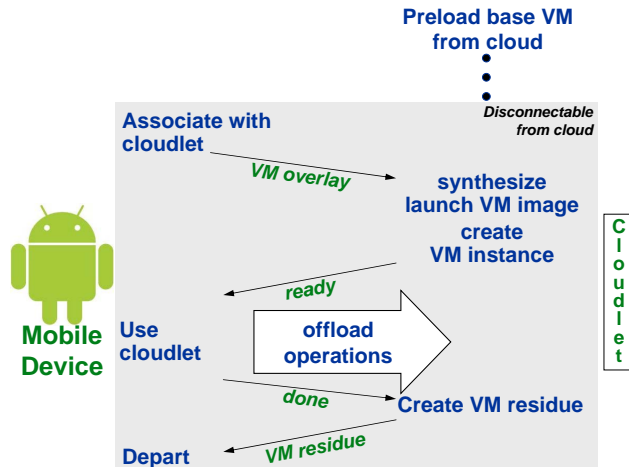 Preload base VM
from cloud
Disconnectable
from cloud
Associate with
cloudlet
VM overlay
synthesize
launch VM image
create
VM instance
Cloudlet
ready
Mobile
Device
Use
cloudlet
offload
operations
done
Create VM residue
VM residue
Depart